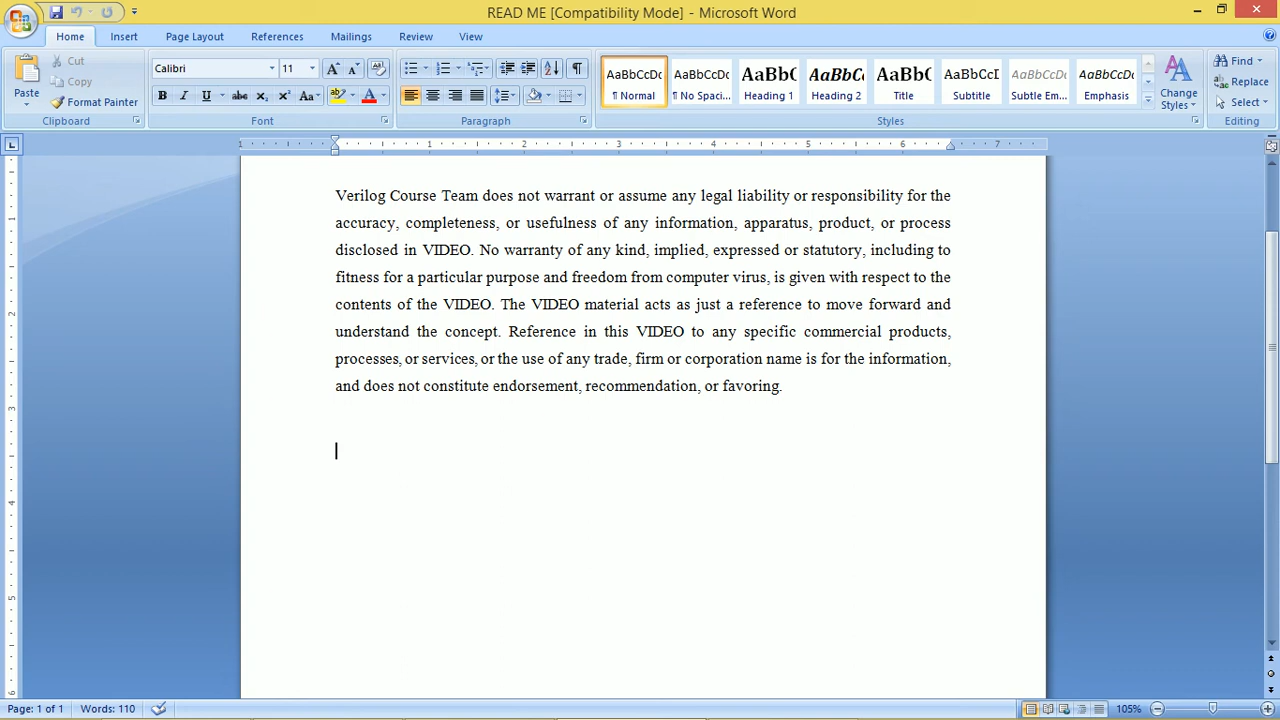 READ ME [Compatibility Mode] - Microsoft Word
Home Insert Page Layout References Mailings Review View
Paste
Cut
Copy
Format Painter
Clipboard
Calibri 11
Font
Paragraph
AaBbCcDc AaBbCcDc AaBbC AaBbC AaBbC AaBbCcI AaBbCcDc AaBbCcDc
¶ Normal ¶ No Spaci... Heading 1 Heading 2 Title Subtitle Subtle Em... Emphasis
Change Styles
Styles
Find
Replace
Select
Editing
Verilog Course Team does not warrant or assume any legal liability or responsibility for the
accuracy, completeness, or usefulness of any information, apparatus, product, or process
disclosed in VIDEO. No warranty of any kind, implied, expressed or statutory, including to
fitness for a particular purpose and freedom from computer virus, is given with respect to the
contents of the VIDEO. The VIDEO material acts as just a reference to move forward and
understand the concept. Reference in this VIDEO to any specific commercial products,
processes, or services, or the use of any trade, firm or corporation name is for the information,
and does not constitute endorsement, recommendation, or favoring.
Page: 1 of 1 Words: 110 105%